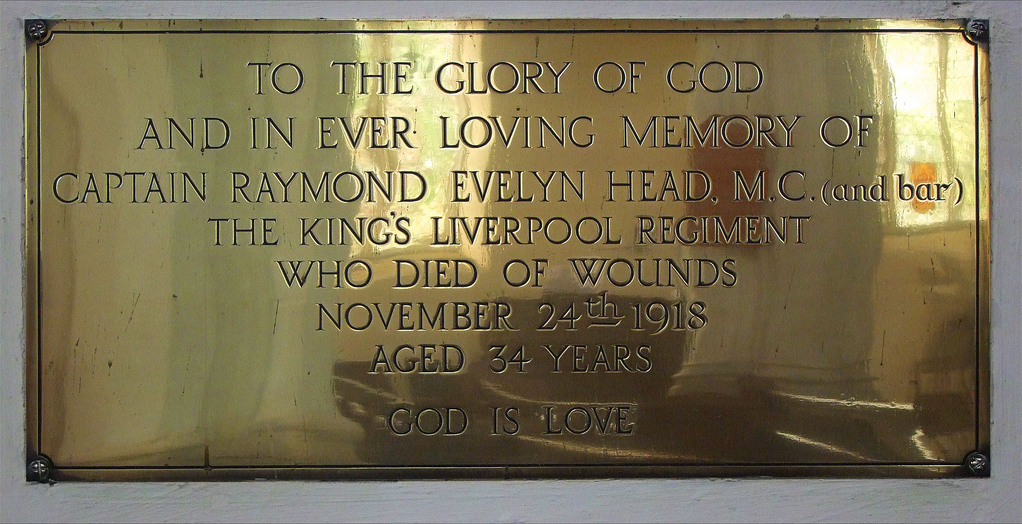 TO THE GLORY OF GOD
AND IN EVER LOVING MEMORY OF
CAPTAIN RAYMOND EVELYN HEAD, M.C. (and bar)
THE KING'S LIVERPOOL REGIMENT
WHO DIED OF WOUNDS
NOVEMBER 24th 1918
AGED 34 YEARS
GOD IS LOVE